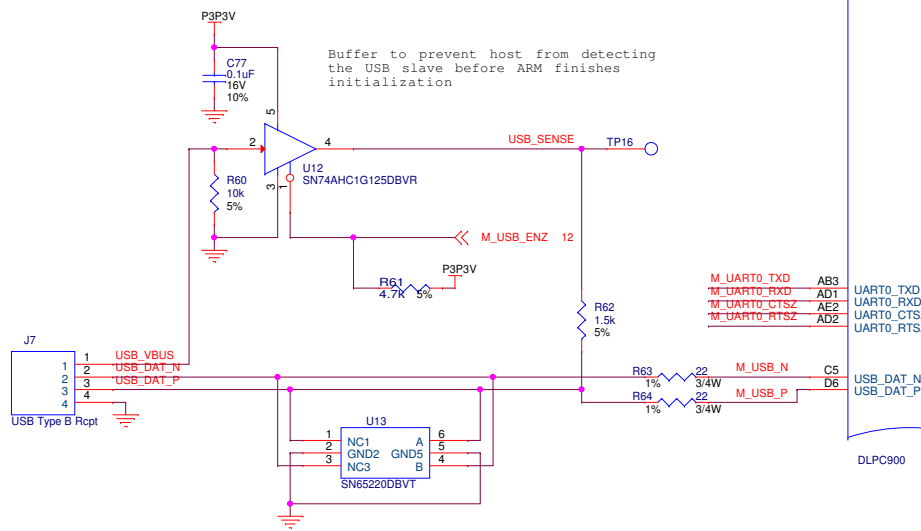 P3P3V
C77
0.1uF
16V
10%
Buffer to prevent host from detecting
the USB slave before ARM finishes
initialization
5
2
4
USB_SENSE
TP16
U12
SN74AHC1G125DBVR
3
1
R60
10k
5%
M_USB_ENZ 12
P3P3V
R61
4.7k 5%
R62
1.5k
5%
M_UART0_TXD AB3 UART0_TXD
M_UART0_RXD AD1 UART0_RXD
M_UART0_CTSZ AE2 UART0_CTS
M_UART0_RTSZ AD2 UART0_RTS
J7
1 1 USB_VBUS
2 2 USB_DAT_N
3 3 USB_DAT_P
4 4
USB Type B Rcpt
R63 22 M_USB_N C5 USB_DAT_N
1% 3/4W
R64 22 M_USB_P D6 USB_DAT_P
1% 3/4W
U13
1 NC1 A 6
2 GND2 GND5 5
3 NC3 B 4
SN65220DBVT
DLPC900